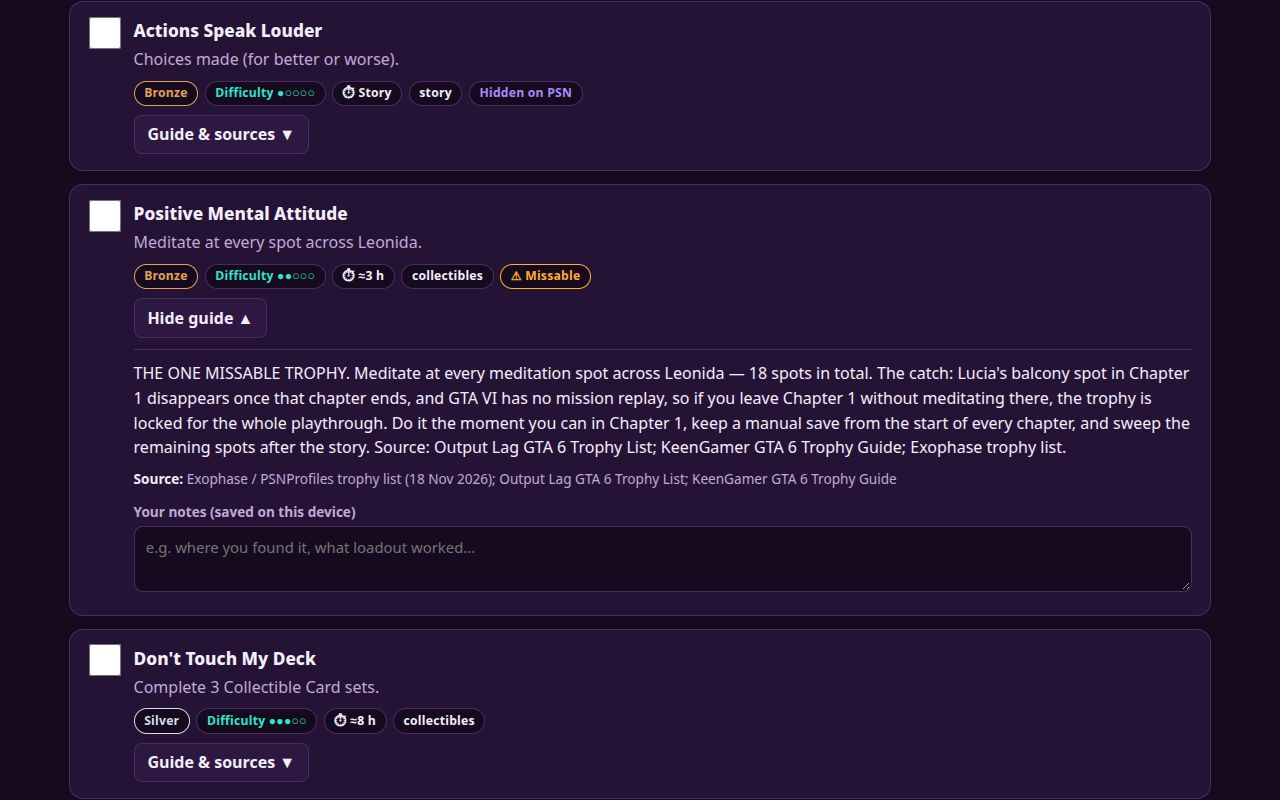 Actions Speak Louder
Choices made (for better or worse).
Bronze Difficulty ●○○○○ ⏱ Story story Hidden on PSN
Guide & sources ▼
Positive Mental Attitude
Meditate at every spot across Leonida.
Bronze Difficulty ●●○○○ ⏱ ≈3 h collectibles ⚠ Missable
Hide guide ▲
THE ONE MISSABLE TROPHY. Meditate at every meditation spot across Leonida — 18 spots in total. The catch: Lucia's balcony spot in Chapter
1 disappears once that chapter ends, and GTA VI has no mission replay, so if you leave Chapter 1 without meditating there, the trophy is
locked for the whole playthrough. Do it the moment you can in Chapter 1, keep a manual save from the start of every chapter, and sweep the
remaining spots after the story. Source: Output Lag GTA 6 Trophy List; KeenGamer GTA 6 Trophy Guide; Exophase trophy list.
Source: Exophase / PSNProfiles trophy list (18 Nov 2026); Output Lag GTA 6 Trophy List; KeenGamer GTA 6 Trophy Guide
Your notes (saved on this device)
e.g. where you found it, what loadout worked...
Don't Touch My Deck
Complete 3 Collectible Card sets.
Silver Difficulty ●●●○○ ⏱ ≈8 h collectibles
Guide & sources ▼